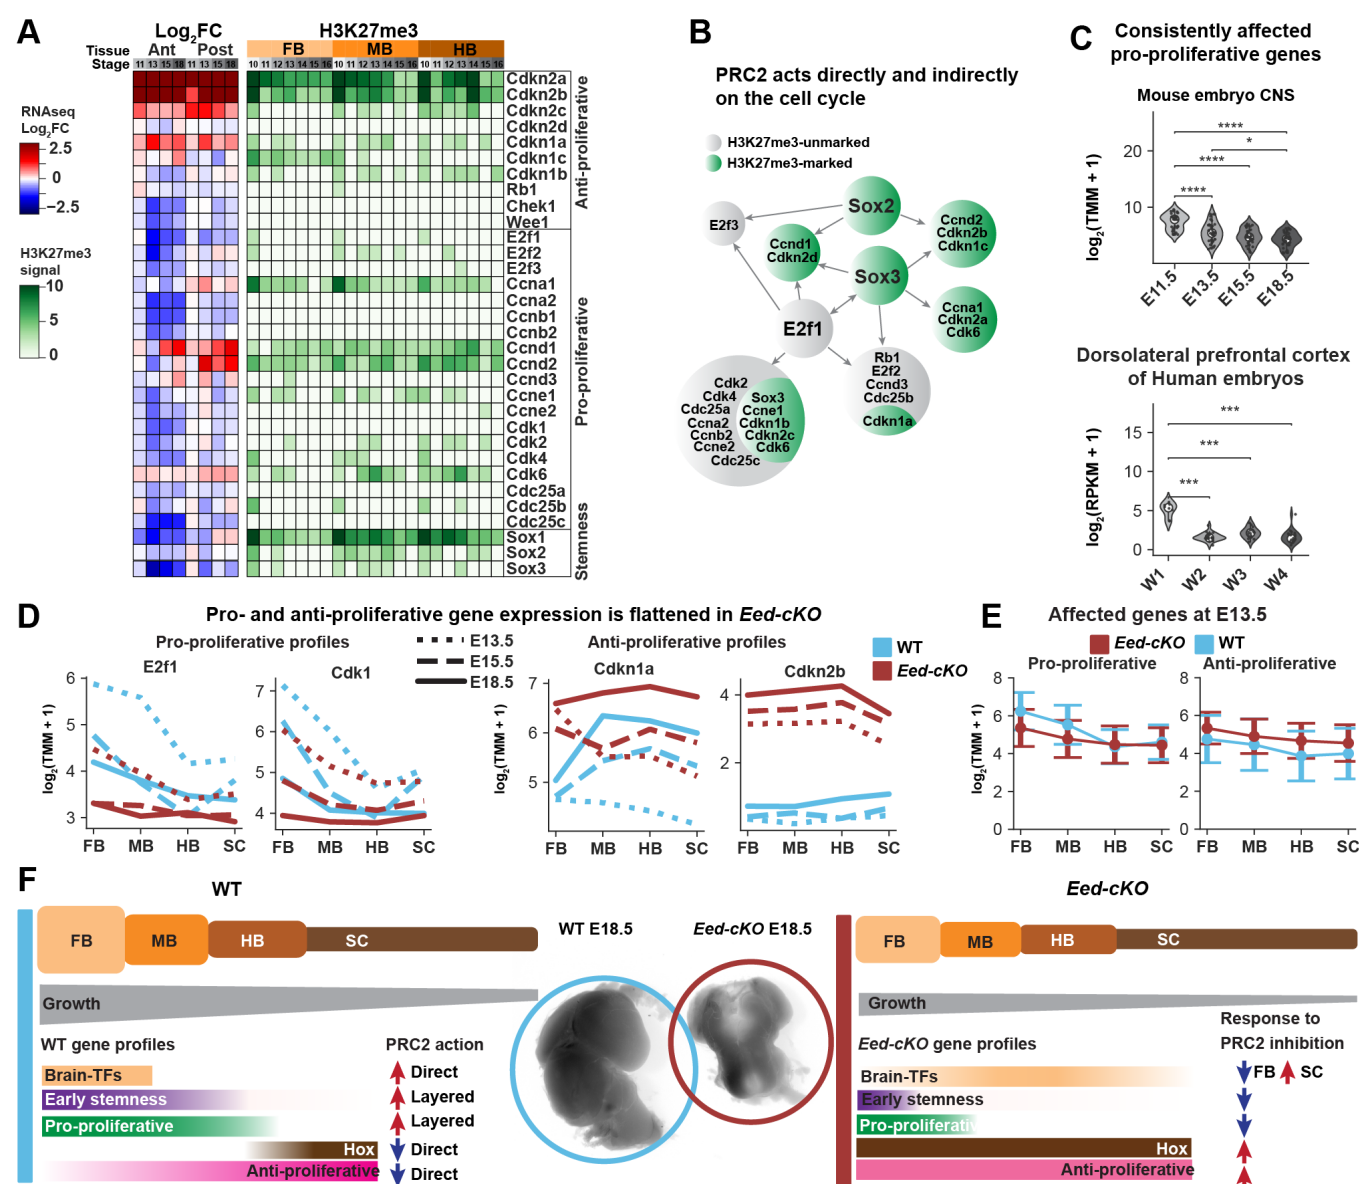 A
Log2FC
H3K27me3
Tissue
Ant
Post
FB
MB
HB
Stage
11 13 15 18 11 13 15 18
10 11 12 13 14 15 16 10 11 12 13 14 15 16 10 11 12 13 14 15 16
RNAseq
Log2FC
2.5
0
−2.5
H3K27me3
signal
10
5
0
Cdkn2a
Cdkn2b
Cdkn2c
Cdkn2d
Cdkn1a
Cdkn1c
Cdkn1b
Rb1
Chek1
Wee1
E2f1
E2f2
E2f3
Ccna1
Ccna2
Ccnb1
Ccnb2
Ccnd1
Ccnd2
Ccnd3
Ccne1
Ccne2
Cdk1
Cdk2
Cdk4
Cdk6
Cdc25a
Cdc25b
Cdc25c
Sox1
Sox2
Sox3
Anti-proliferative
Pro-proliferative
Stemness
B
PRC2 acts directly and indirectly
on the cell cycle
H3K27me3-unmarked
H3K27me3-marked
Sox2
E2f3
Ccnd1
Cdkn2d
Ccnd2
Cdkn2b
Cdkn1c
Sox3
E2f1
Ccna1
Cdkn2a
Cdk6
Rb1
E2f2
Ccnd3
Cdc25b
Cdkn1a
Cdk2
Cdk4
Cdc25a
Ccna2
Ccnb2
Ccne2
Cdc25c
Sox3
Ccne1
Cdkn1b
Cdkn2c
Cdk6
C
Consistently affected
pro-proliferative genes
Mouse embryo CNS
log2(TMM + 1)
20
10
****
*
****
****
E11.5
E13.5
E15.5
E18.5
Dorsolateral prefrontal cortex
of Human embryos
log2(RPKM + 1)
15
10
5
0
***
***
***
W1
W2
W3
W4
D
Pro- and anti-proliferative gene expression is flattened in Eed-cKO
Pro-proliferative profiles
E13.5
E15.5
E18.5
Anti-proliferative profiles
WT
Eed-cKO
E2f1
log2(TMM + 1)
6
5
4
3
FB MB HB SC
Cdk1
7
6
5
4
FB MB HB SC
Cdkn1a
log2(TMM + 1)
7
6
5
FB MB HB SC
Cdkn2b
4
2
FB MB HB SC
E
Affected genes at E13.5
Eed-cKO
WT
Pro-proliferative
Anti-proliferative
log2(TMM + 1)
8
6
4
2
0
FB MB HB SC
8
6
4
2
0
FB MB HB SC
F
WT
FB
MB
HB
SC
Growth
WT gene profiles
PRC2 action
Brain-TFs
Direct
Early stemness
Layered
Pro-proliferative
Layered
Hox
Direct
Anti-proliferative
Direct
WT E18.5
Eed-cKO E18.5
Eed-cKO
FB
MB
HB
SC
Growth
Response to
PRC2 inhibition
Eed-cKO gene profiles
Brain-TFs
FB
SC
Early stemness
Pro-proliferativ
Hox
Anti-proliferative